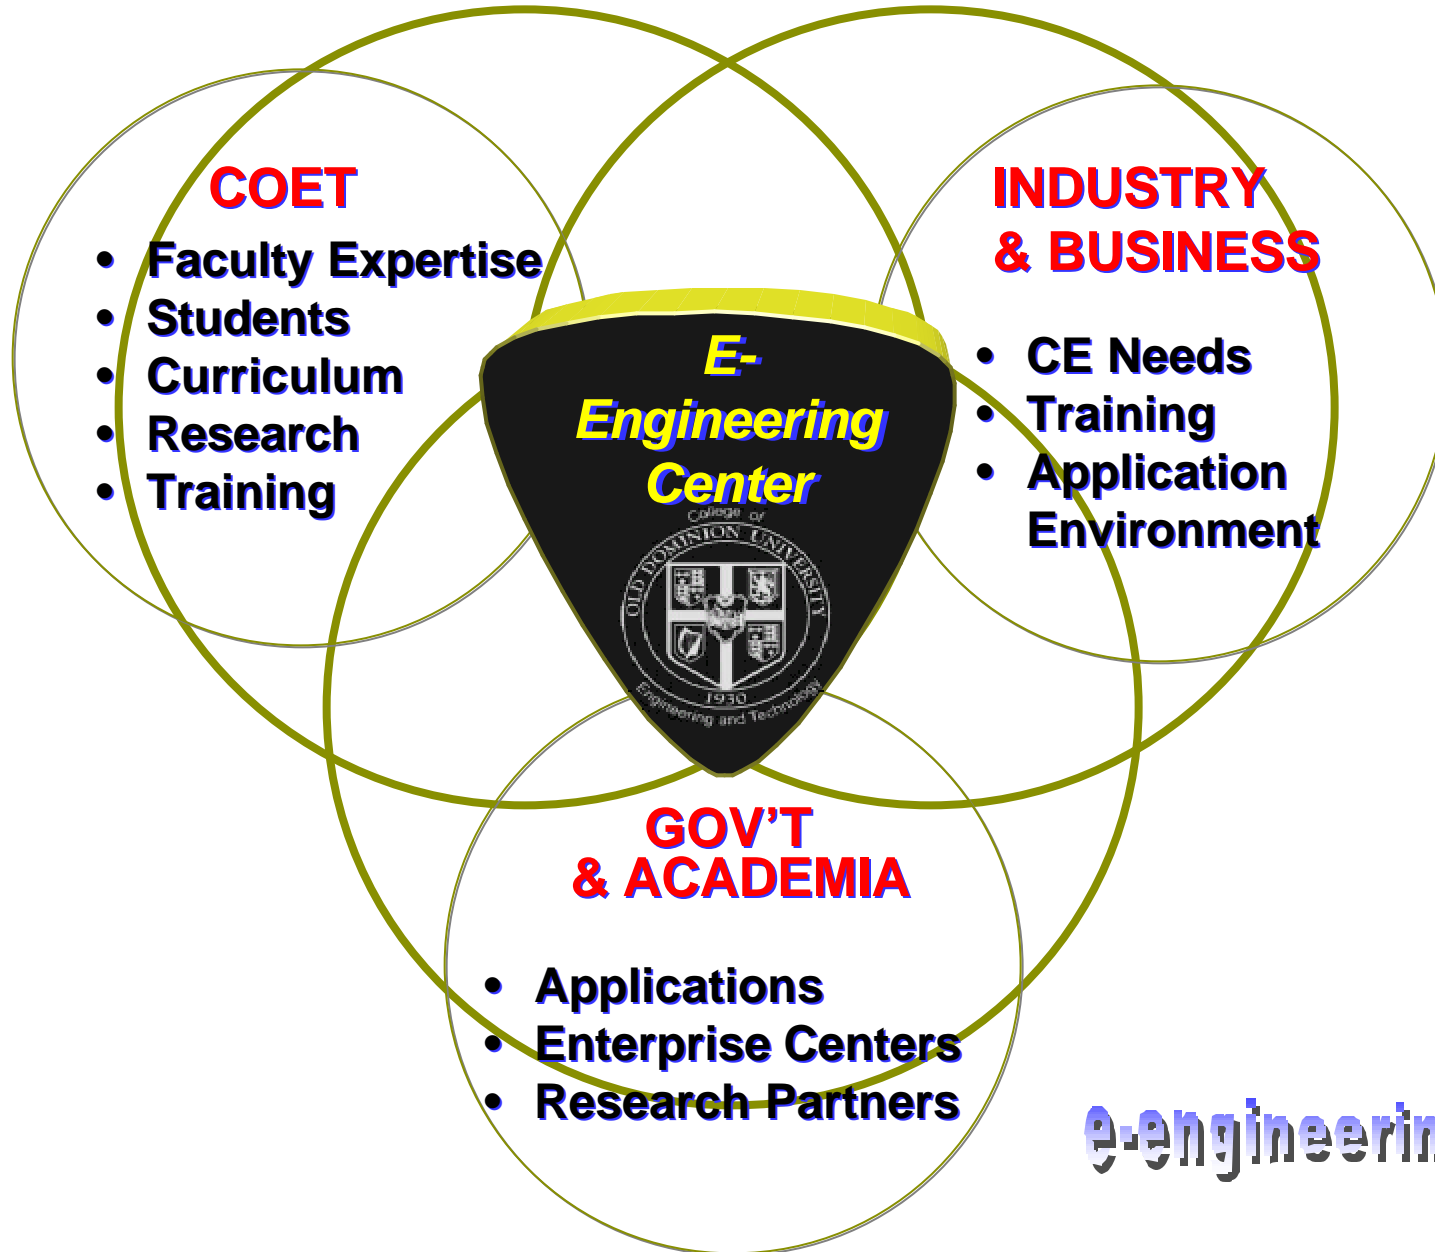 COET
• Faculty Expertise
• Students
• Curriculum
• Research
• Training
INDUSTRY
& BUSINESS
• CE Needs
• Training
• Application
Environment
E-
Engineering
Center
College of
OLD DOMINION UNIVERSITY
1930
Engineering and Technology
GOV’T
& ACADEMIA
• Applications
• Enterprise Centers
• Research Partners
e-engineerin